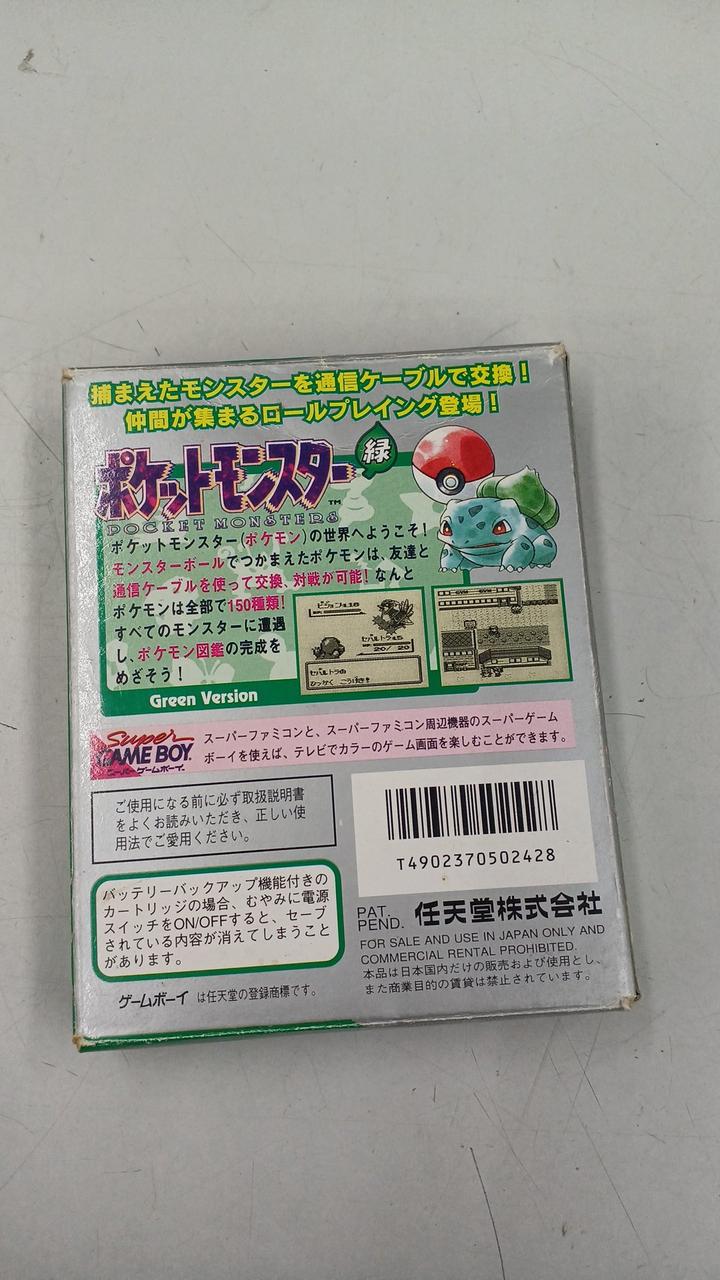 捕まえたモンスターを通信ケーブルで交換！
仲間が集まるロールプレイング登場！
ポケットモンスター 緑
TM
POCKET MONSTERS
ポケットモンスター(ポケモン)の世界へようこそ！
モンスターボールでつかまえたポケモンは、友達と
通信ケーブルを使って交換、対戦が可能！なんと
ポケモンは全部で150種類！
すべてのモンスターに遭遇
し、ポケモン図鑑の完成を
めざそう！
Green Version
20/ 20
Super
GAME BOY
スーパーゲームボーイ
スーパーファミコンと、スーパーファミコン周辺機器のスーパーゲーム
ボーイを使えば、テレビでカラーのゲーム画面を楽しむことができます。
ご使用になる前に必ず取扱説明書
をよくお読みいただき、正しい使
用法でご愛用ください。
T4902370502428
バッテリーバックアップ機能付きの
カートリッジの場合、むやみに電源
スイッチをON/OFFすると、セーブ
されている内容が消えてしまうこと
があります。
ゲームボーイ は任天堂の登録商標です。
PAT.
PEND. 任天堂株式会社
FOR SALE AND USE IN JAPAN ONLY AND
COMMERCIAL RENTAL PROHIBITED.
本品は日本国内だけの販売および使用とし、
また商業目的の賃貸は禁止されています。